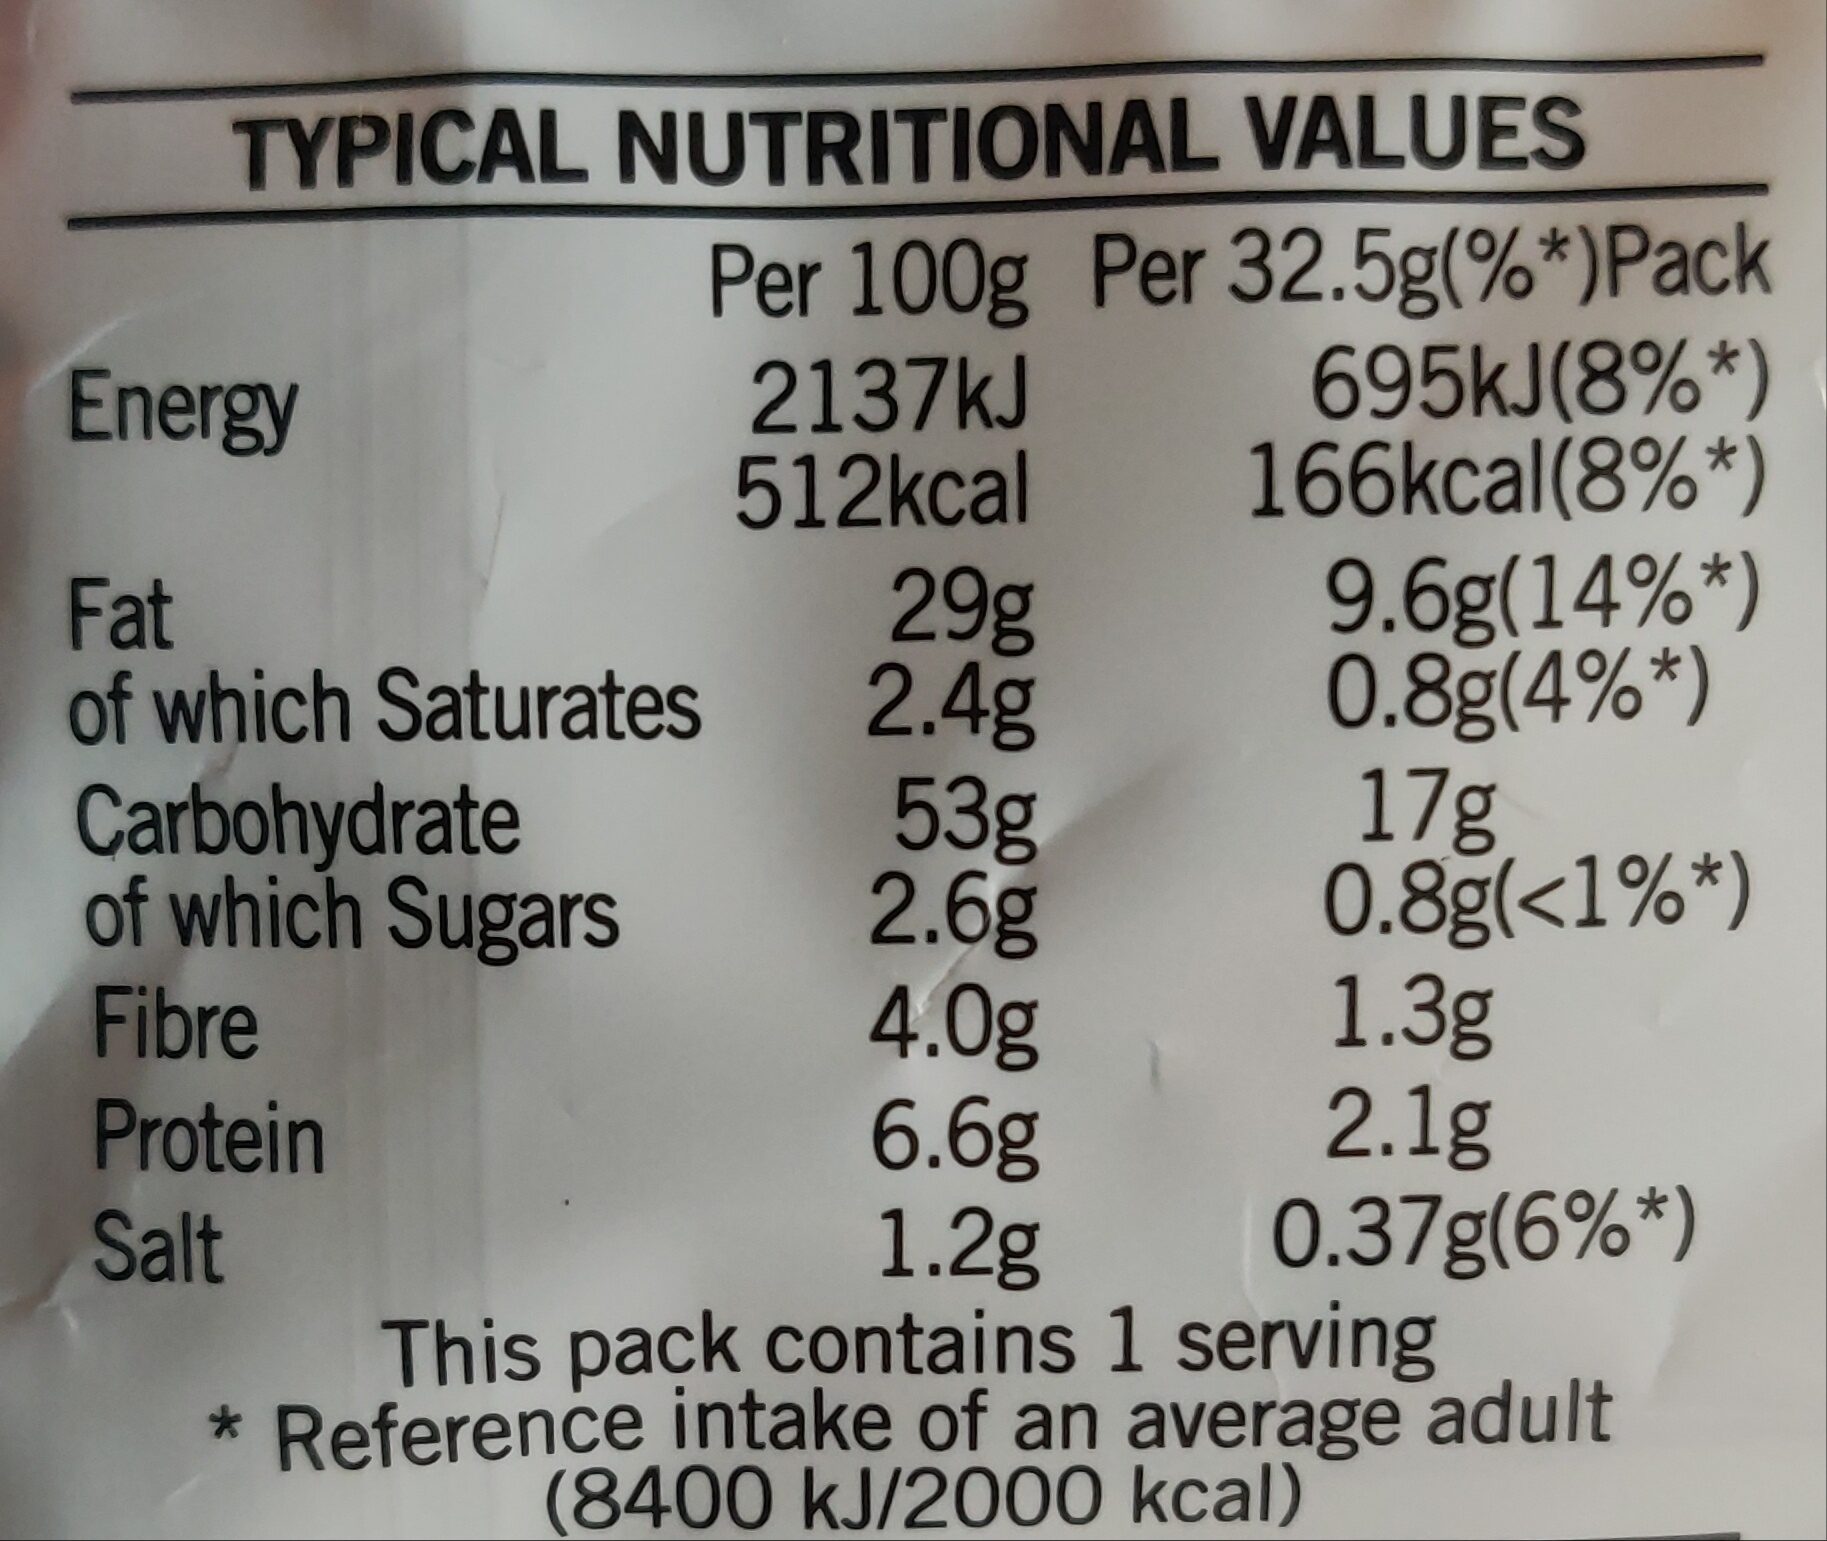 TYPICAL NUTRITIONAL VALUES
Per 100g Per 32.5g(%*)Pack
Energy 2137kJ 695kJ(8%*)
512kcal 166kcal(8%*)
Fat 29g 9.6g(14%*)
of which Saturates 2.4g 0.8g(4%*)
Carbohydrate 53g 17g
of which Sugars 2.6g 0.8g(<1%*)
Fibre 4.0g 1.3g
Protein 6.6g 2.1g
Salt 1.2g 0.37g(6%*)
This pack contains 1 serving
* Reference intake of an average adult
(8400 kJ/2000 kcal)